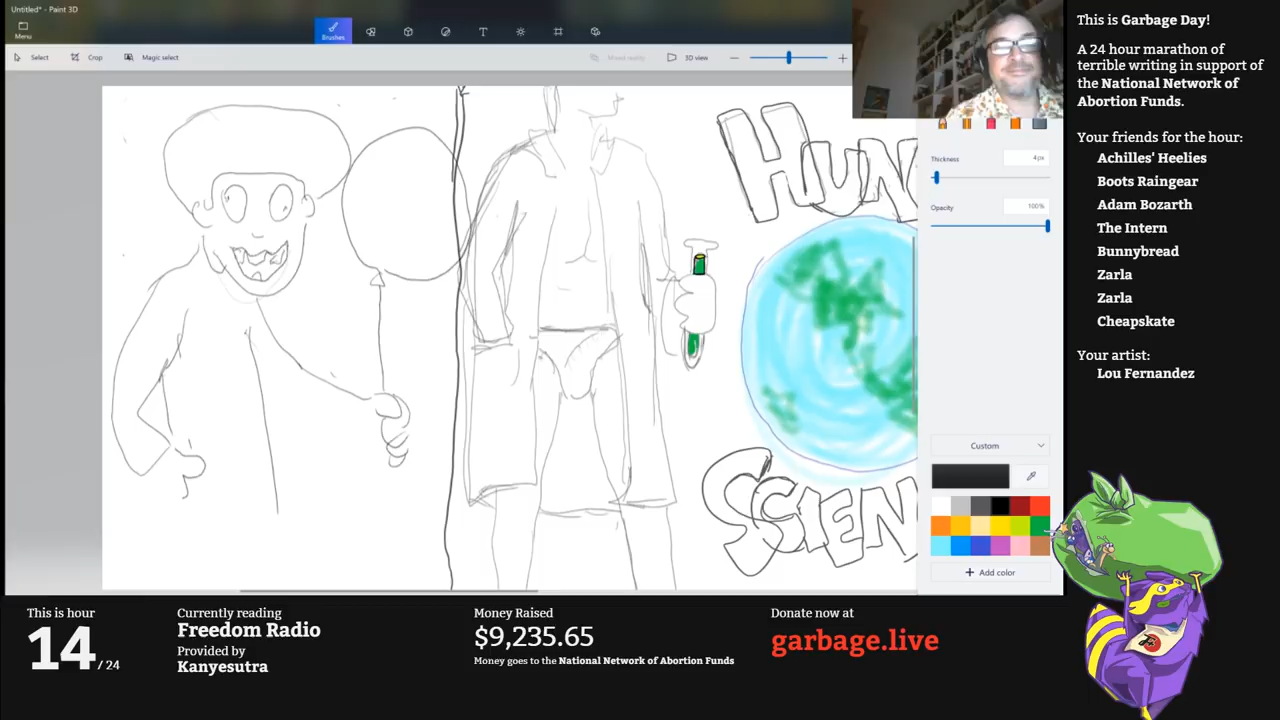 Untitled* - Paint 3D
Menu
Brushes
Select
Crop
Magic select
Mixed reality
3D view
Thickness
4px
Opacity
100%
Custom
Add color
HUN
SCIEN
This is Garbage Day!
A 24 hour marathon of
terrible writing in support of
the National Network of
Abortion Funds.
Your friends for the hour:
Achilles' Heelies
Boots Raingear
Adam Bozarth
The Intern
Bunnybread
Zarla
Zarla
Cheapskate
Your artist:
Lou Fernandez
This is hour
14 / 24
Currently reading
Freedom Radio
Provided by
Kanyesutra
Money Raised
$9,235.65
Money goes to the National Network of Abortion Funds
Donate now at
garbage.live